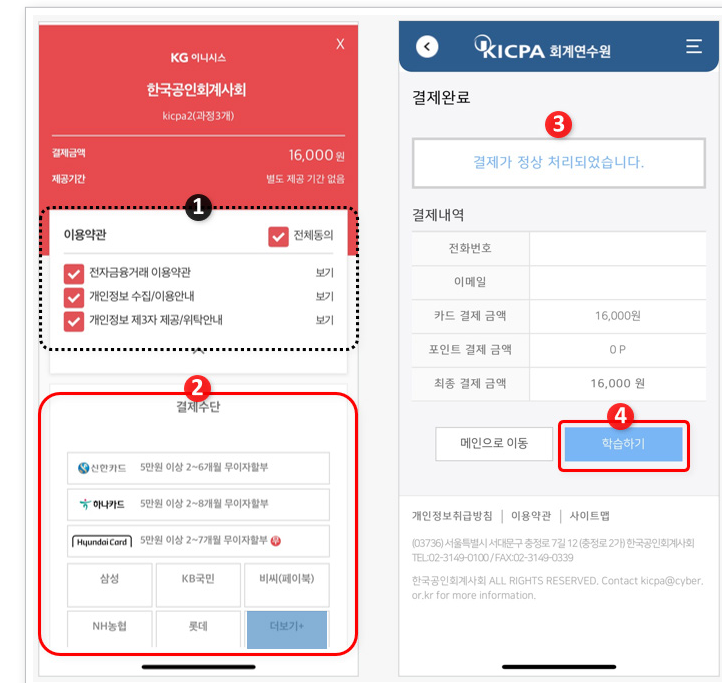 X
KG 이니시스
한국공인회계사회
kicpa2(과정3개)
결제금액 16,000 원
제공기간 별도 제공 기간 없음
1
이용약관 전체동의
전자금융거래 이용약관 보기
개인정보 수집/이용안내 보기
개인정보 제3자 제공/위탁안내 보기
2
결제수단
신한카드 5만원 이상 2~6개월 무이자할부
하나카드 5만원 이상 2~8개월 무이자할부
Hyundai Card 5만원 이상 2~7개월 무이자할부
삼성 KB국민 비씨(페이북)
NH농협 롯데 더보기+
KICPA 회계연수원
결제완료
3
결제가 정상 처리되었습니다.
결제내역
전화번호
이메일
카드 결제 금액 16,000원
포인트 결제 금액 0 P
최종 결제 금액 16,000 원
4
메인으로 이동 학습하기
개인정보취급방침 | 이용약관 | 사이트맵
(03736) 서울특별시 서대문구 충정로 7길 12 (충정로 2가) 한국공인회계사회
TEL:02-3149-0100 / FAX:02-3149-0339
한국공인회계사회 ALL RIGHTS RESERVED. Contact kicpa@cyber.
or.kr for more information.